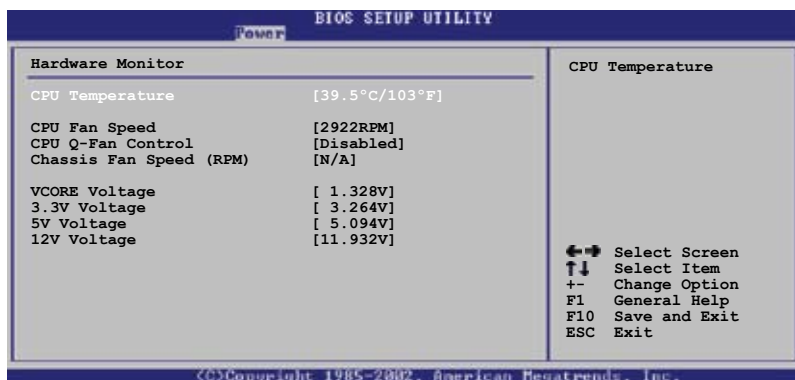 BIOS SETUP UTILITY
Power
Hardware Monitor
CPU Temperature [39.5°C/103°F]
CPU Fan Speed [2922RPM]
CPU Q-Fan Control [Disabled]
Chassis Fan Speed (RPM) [N/A]
VCORE Voltage [ 1.328V]
3.3V Voltage [ 3.264V]
5V Voltage [ 5.094V]
12V Voltage [11.932V]
CPU Temperature
←→ Select Screen
↑↓ Select Item
+- Change Option
F1 General Help
F10 Save and Exit
ESC Exit
(C)Copyright 1985-2002, American Megatrends, Inc.